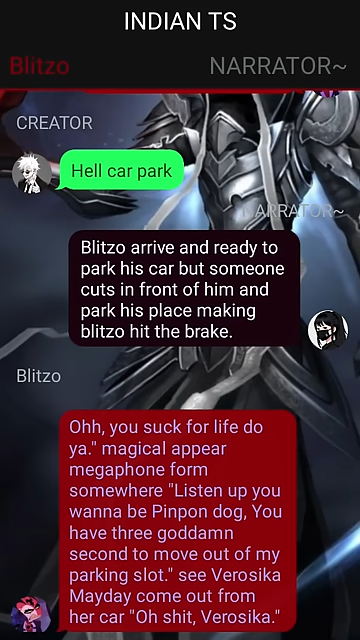 INDIAN TS
Blitzo
NARRATOR~
CREATOR
Hell car park
NARRATOR~
Blitzo arrive and ready to
park his car but someone
cuts in front of him and
park his place making
blitzo hit the brake.
Blitzo
Ohh, you suck for life do
ya." magical appear
megaphone form
somewhere "Listen up you
wanna be Pinpon dog, You
have three goddamn
second to move out of my
parking slot." see Verosika
Mayday come out from
her car "Oh shit, Verosika."